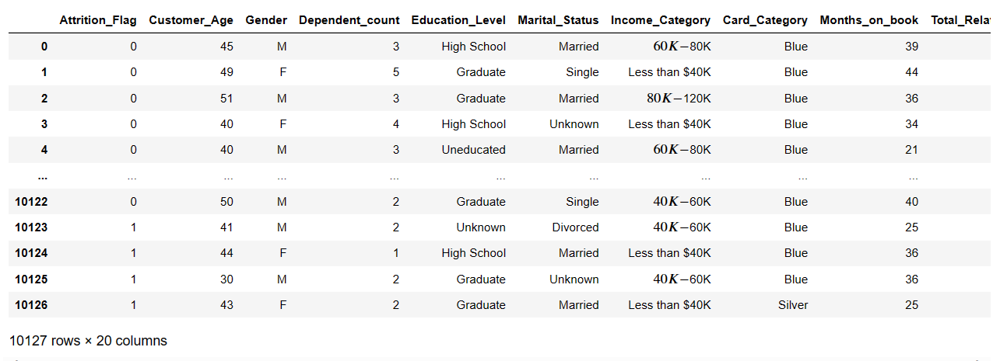 Attrition_Flag Customer_Age Gender Dependent_count Education_Level Marital_Status Income_Category Card_Category Months_on_book Total_Rela
0 0 45 M 3 High School Married 60K−80K Blue 39
1 0 49 F 5 Graduate Single Less than $40K Blue 44
2 0 51 M 3 Graduate Married 80K−120K Blue 36
3 0 40 F 4 High School Unknown Less than $40K Blue 34
4 0 40 M 3 Uneducated Married 60K−80K Blue 21
... ... ... ... ... ... ... ... ... ...
10122 0 50 M 2 Graduate Single 40K−60K Blue 40
10123 1 41 M 2 Unknown Divorced 40K−60K Blue 25
10124 1 44 F 1 High School Married Less than $40K Blue 36
10125 1 30 M 2 Graduate Unknown 40K−60K Blue 36
10126 1 43 F 2 Graduate Married Less than $40K Silver 25
10127 rows × 20 columns